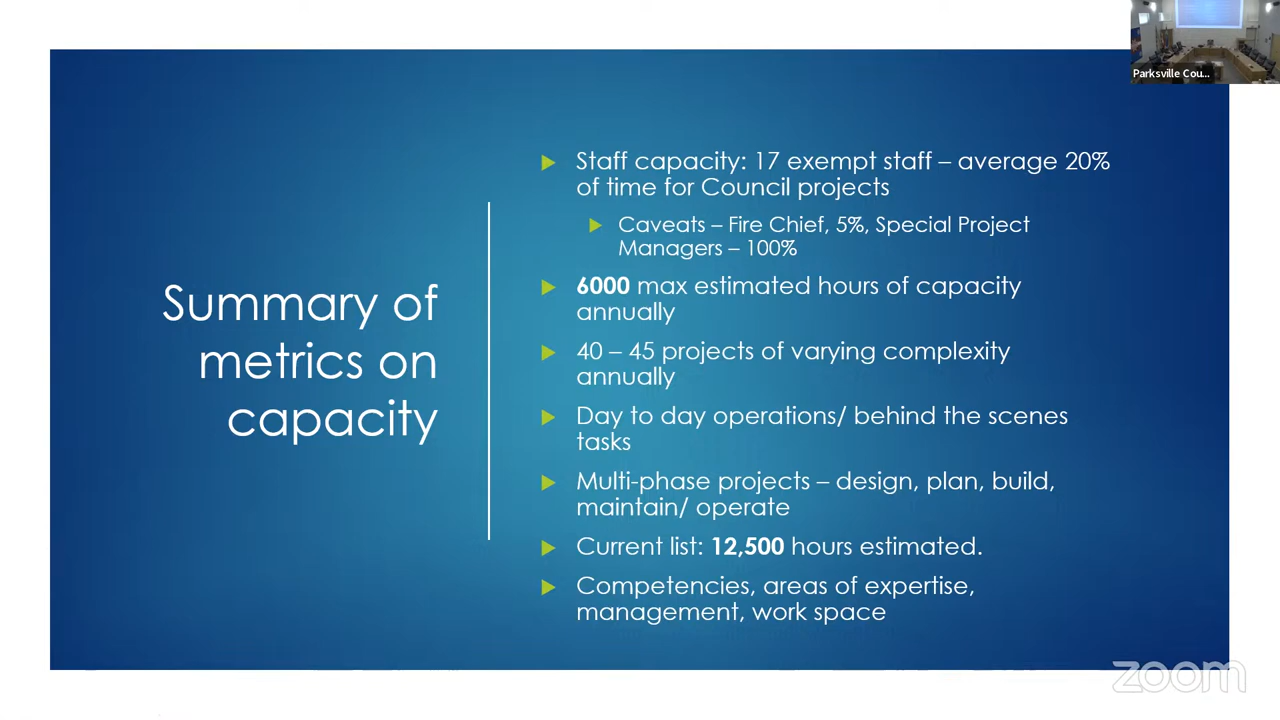 Parksville Cou...
Summary of
metrics on
capacity
Staff capacity: 17 exempt staff – average 20%
of time for Council projects
Caveats – Fire Chief, 5%, Special Project
Managers – 100%
6000 max estimated hours of capacity
annually
40 – 45 projects of varying complexity
annually
Day to day operations/ behind the scenes
tasks
Multi-phase projects – design, plan, build,
maintain/ operate
Current list: 12,500 hours estimated.
Competencies, areas of expertise,
management, work space
zoom